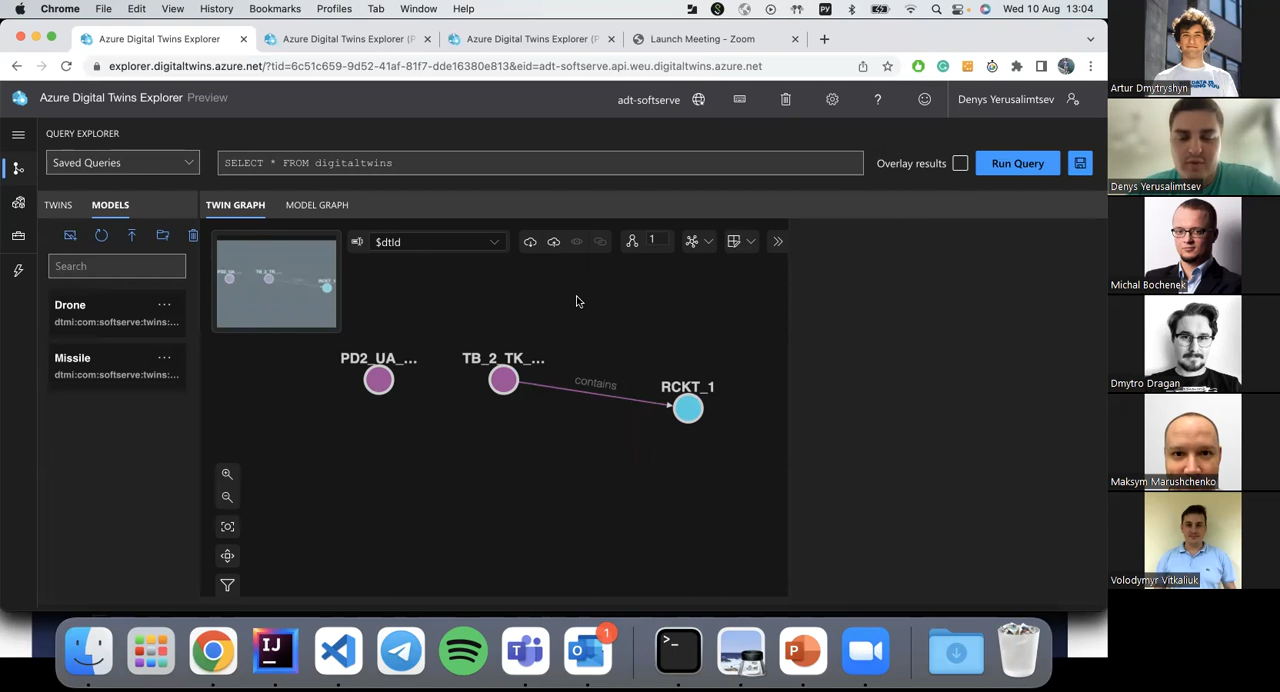 Chrome File Edit View History Bookmarks Profiles Tab Window Help
PY
Wed 10 Aug 13:04
Azure Digital Twins Explorer
Azure Digital Twins Explorer (P
Azure Digital Twins Explorer (P
Launch Meeting - Zoom
explorer.digitaltwins.azure.net/?tid=6c51c659-9d52-41af-81f7-dde16380e813&eid=adt-softserve.api.weu.digitaltwins.azure.net
Azure Digital Twins Explorer Preview
adt-softserve
?
Denys Yerusalimtsev
QUERY EXPLORER
Saved Queries
SELECT * FROM digitaltwins
Overlay results
Run Query
TWINS
MODELS
TWIN GRAPH
MODEL GRAPH
$dtId
1
Search
Drone
dtmi:com:softserve:twins:...
Missile
dtmi:com:softserve:twins:...
PD2_UA_...
TB_2_TK_...
contains
RCKT_1
Artur Dmytryshyn
Denys Yerusalimtsev
Michal Bochenek
Dmytro Dragan
Maksym Marushchenko
Volodymyr Vitkaliuk
1